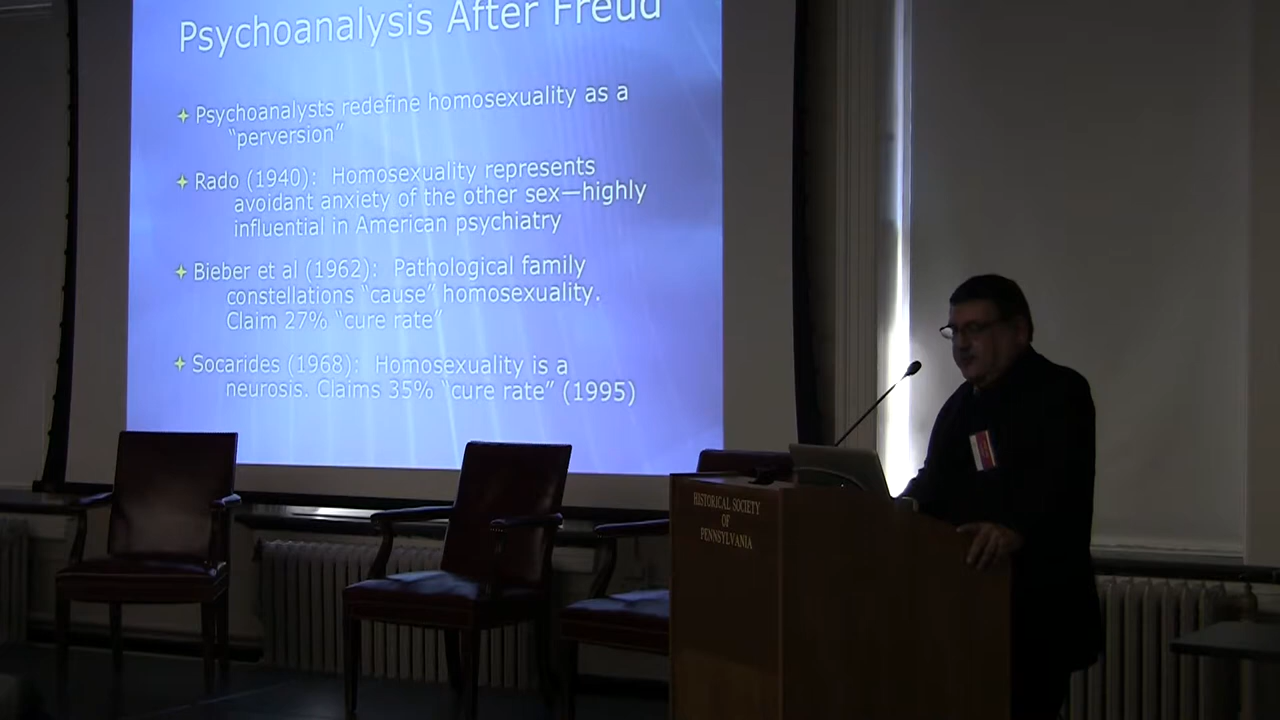 Psychoanalysis After Freud
Psychoanalysts redefine homosexuality as a
"perversion"
Rado (1940): Homosexuality represents
avoidant anxiety of the other sex—highly
influential in American psychiatry
Bieber et al (1962): Pathological family
constellations "cause" homosexuality.
Claim 27% "cure rate"
Socarides (1968): Homosexuality is a
neurosis. Claims 35% "cure rate" (1995)
HISTORICAL SOCIETY
OF
PENNSYLVANIA